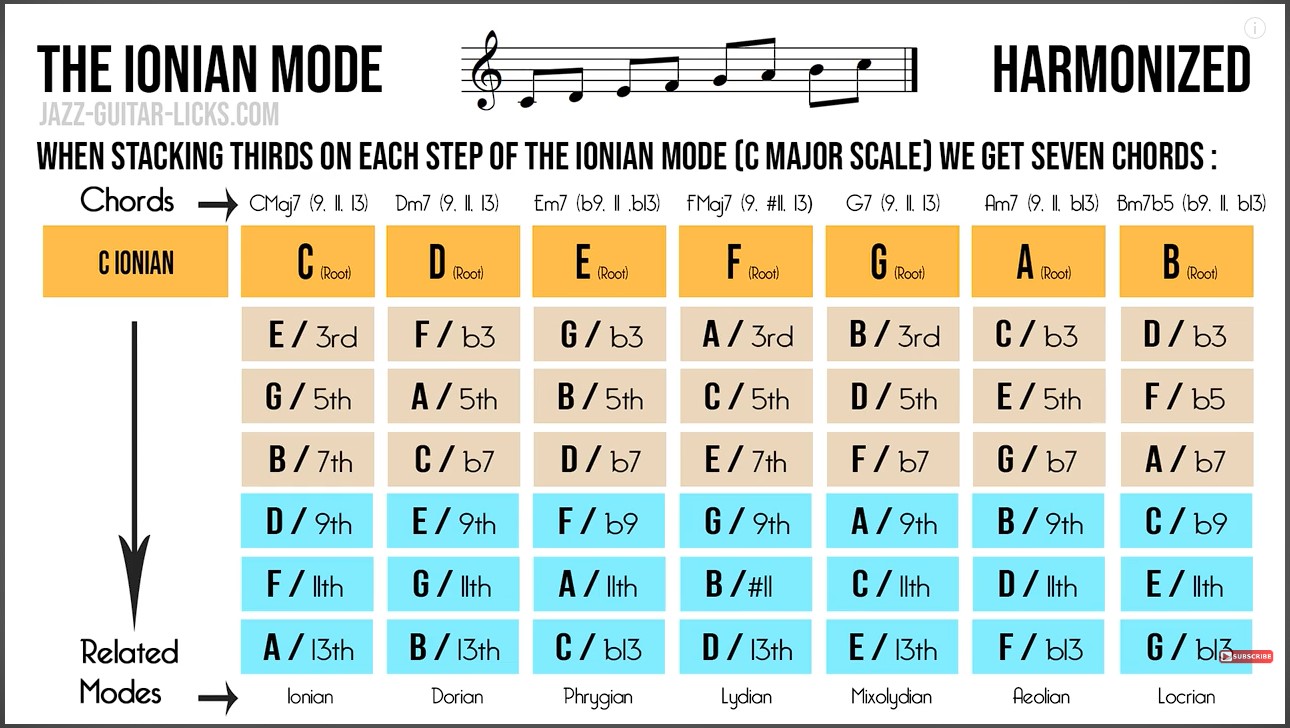 THE IONIAN MODE
HARMONIZED
JAZZ-GUITAR-LICKS.COM
WHEN STACKING THIRDS ON EACH STEP OF THE IONIAN MODE (C MAJOR SCALE) WE GET SEVEN CHORDS :
Chords CMaj7 (9. 11. 13) Dm7 (9. 11. 13) Em7 (b9. 11 .b13) FMaj7 (9. #11. 13) G7 (9. 11. 13) Am7 (9. 11. b13) Bm7b5 (b9. 11. b13)
C IONIAN C (Root) D (Root) E (Root) F (Root) G (Root) A (Root) B (Root)
E / 3rd F / b3 G / b3 A / 3rd B / 3rd C / b3 D / b3
G / 5th A / 5th B / 5th C / 5th D / 5th E / 5th F / b5
B / 7th C / b7 D / b7 E / 7th F / b7 G / b7 A / b7
D / 9th E / 9th F / b9 G / 9th A / 9th B / 9th C / b9
F / 11th G / 11th A / 11th B / #11 C / 11th D / 11th E / 11th
A / 13th B / 13th C / b13 D / 13th E / 13th F / b13 G / b13
SUBSCRIBE
Related
Modes Ionian Dorian Phrygian Lydian Mixolydian Aeolian Locrian